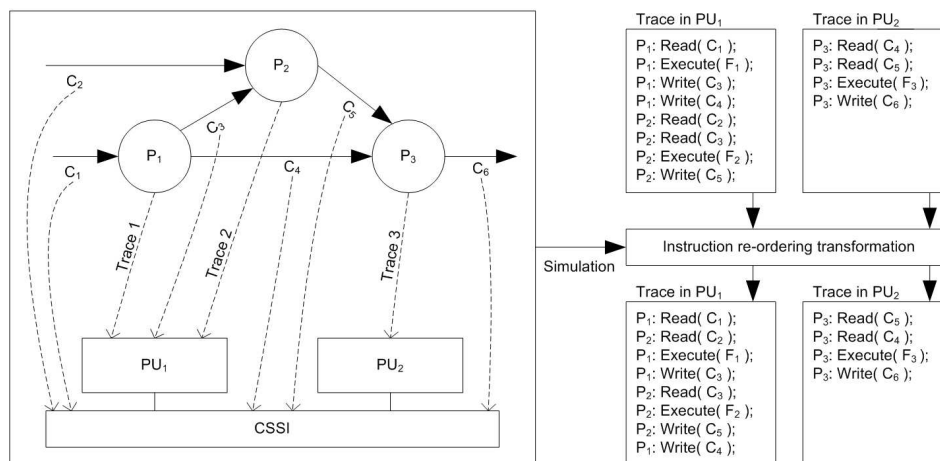 P₂
C₂
C₃
C₅
P₁
C₄
P₃
C₆
C₁
Trace 1
Trace 2
Trace 3
PU₁
PU₂
CSSI
Simulation
Trace in PU₁
P₁: Read( C₁ );
P₁: Execute( F₁ );
P₁: Write( C₃ );
P₁: Write( C₄ );
P₂: Read( C₂ );
P₂: Read( C₃ );
P₂: Execute( F₂ );
P₂: Write( C₅ );
Trace in PU₂
P₃: Read( C₄ );
P₃: Read( C₅ );
P₃: Execute( F₃ );
P₃: Write( C₆ );
Instruction re-ordering transformation
Trace in PU₁
P₁: Read( C₁ );
P₂: Read( C₂ );
P₁: Execute( F₁ );
P₁: Write( C₃ );
P₂: Read( C₃ );
P₂: Execute( F₂ );
P₂: Write( C₅ );
P₁: Write( C₄ );
Trace in PU₂
P₃: Read( C₅ );
P₃: Read( C₄ );
P₃: Execute( F₃ );
P₃: Write( C₆ );